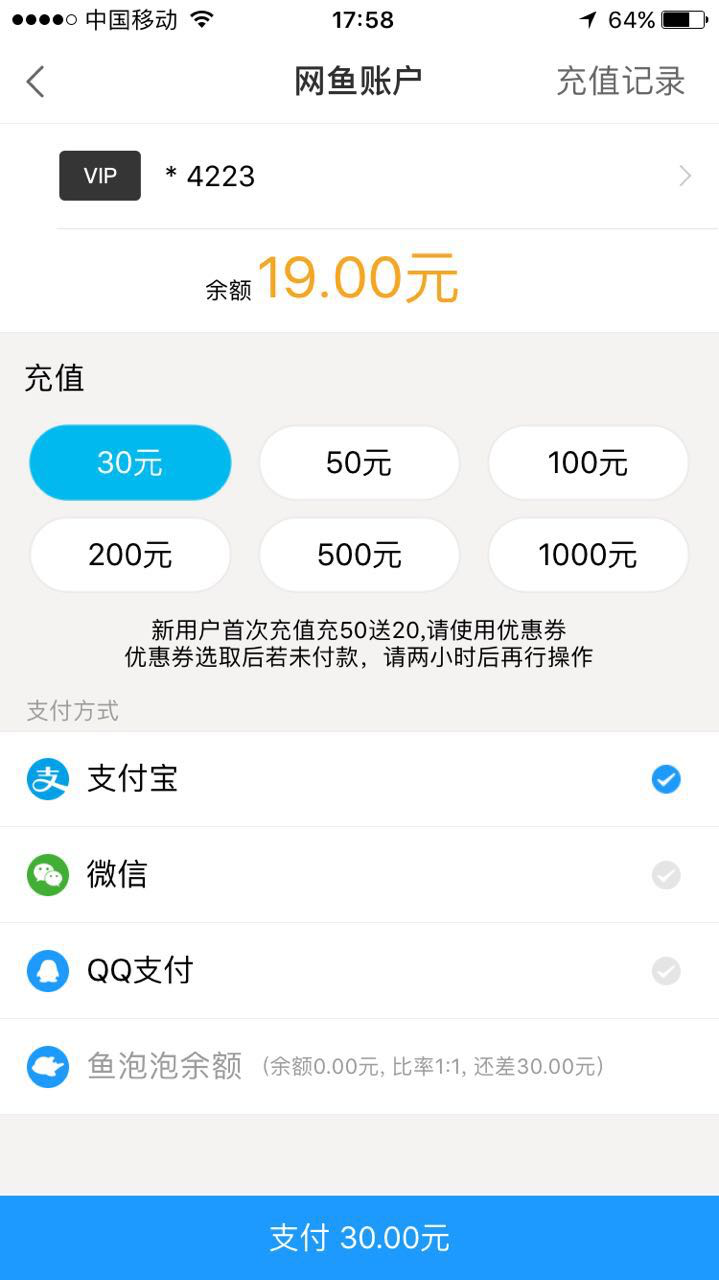 中国移动 17:58 64%
网鱼账户 充值记录
VIP * 4223
余额 19.00元
充值
30元 50元 100元
200元 500元 1000元
新用户首次充值充50送20,请使用优惠券
优惠券选取后若未付款，请两小时后再行操作
支付方式
支 支付宝
微信
QQ支付
鱼泡泡余额 (余额0.00元, 比率1:1, 还差30.00元)
支付 30.00元